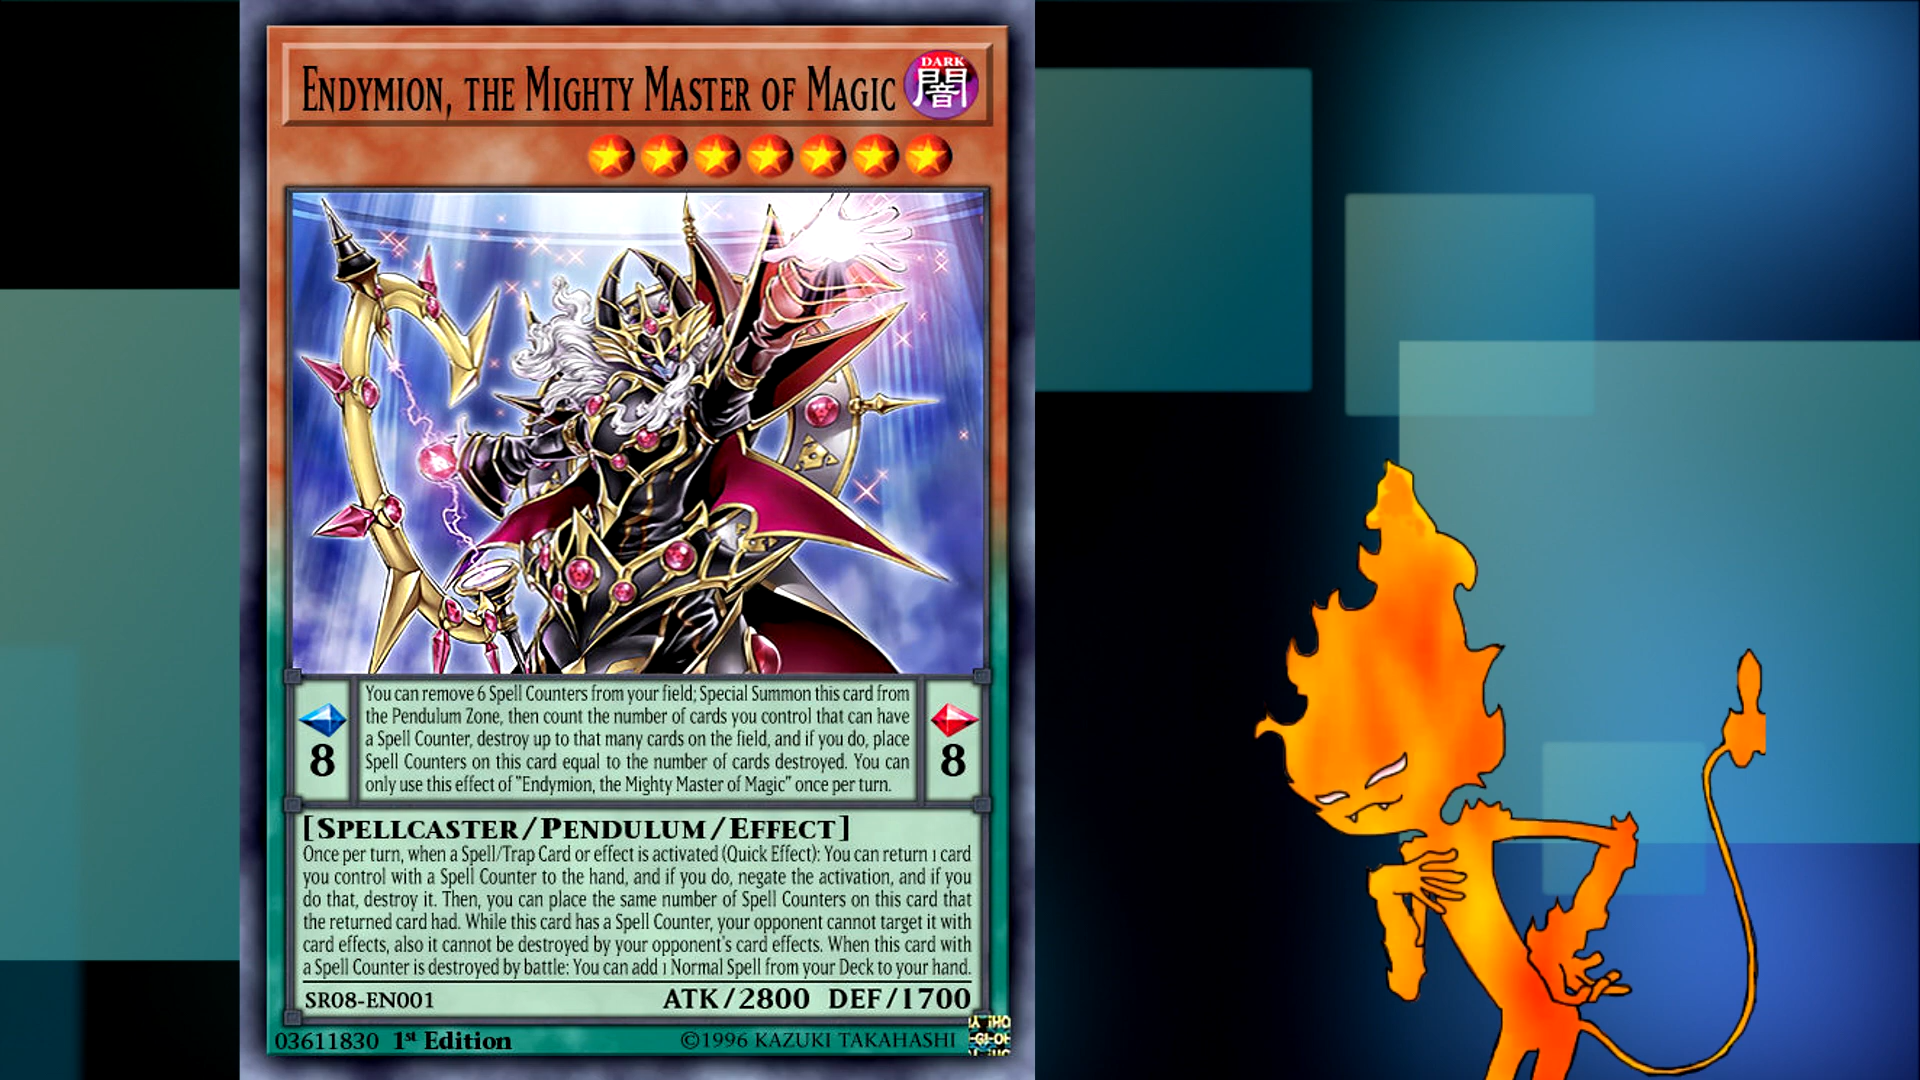 ENDYMION, THE MIGHTY MASTER OF MAGIC
DARK
闇
You can remove 6 Spell Counters from your field; Special Summon this card from
the Pendulum Zone, then count the number of cards you control that can have
a Spell Counter, destroy up to that many cards on the field, and if you do, place
Spell Counters on this card equal to the number of cards destroyed. You can
only use this effect of "Endymion, the Mighty Master of Magic" once per turn.
8
8
[SPELLCASTER/PENDULUM/EFFECT]
Once per turn, when a Spell/Trap Card or effect is activated (Quick Effect): You can return 1 card
you control with a Spell Counter to the hand, and if you do, negate the activation, and if you
do that, destroy it. Then, you can place the same number of Spell Counters on this card that
the returned card had. While this card has a Spell Counter, your opponent cannot target it with
card effects, also it cannot be destroyed by your opponent's card effects. When this card with
a Spell Counter is destroyed by battle: You can add 1 Normal Spell from your Deck to your hand.
SR08-EN001 ATK/2800 DEF/1700
03611830 1st Edition ©1996 KAZUKI TAKAHASHI